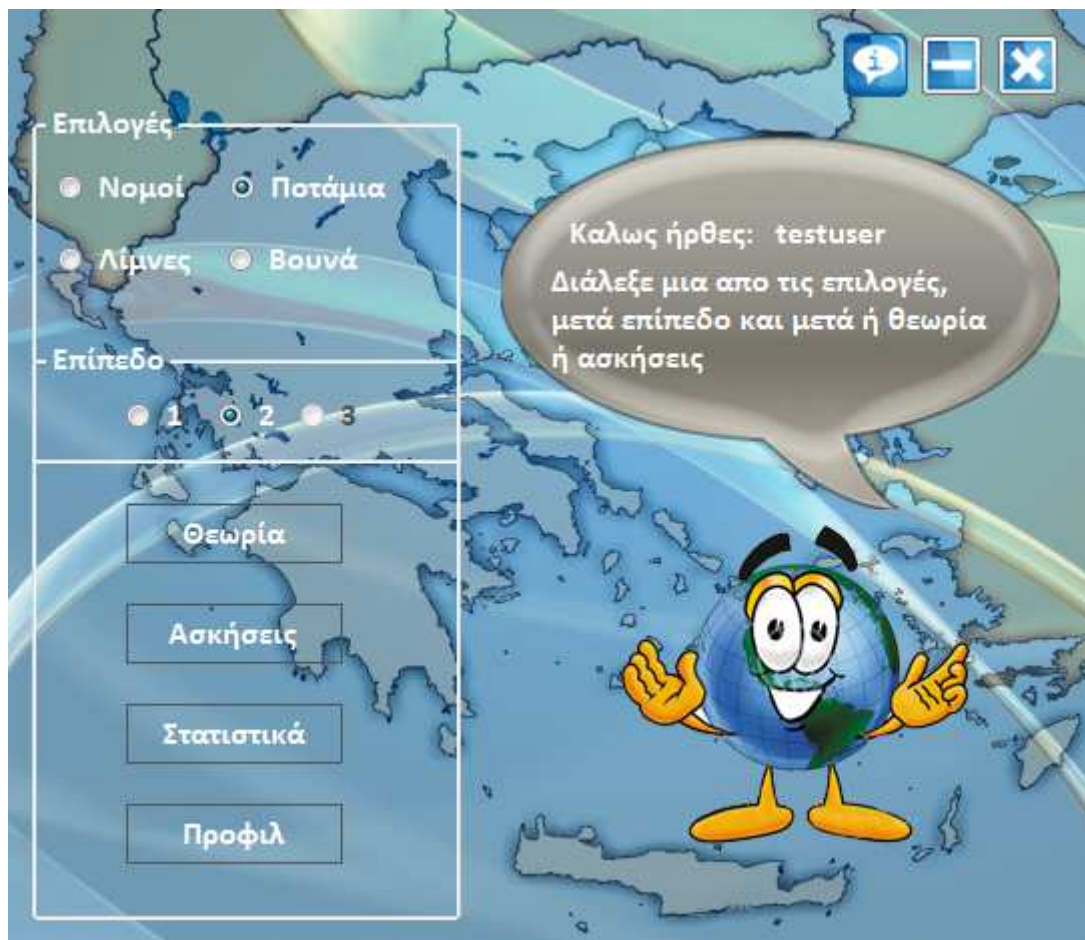 Επιλογές
Νομοί Ποτάμια
Λίμνες Βουνά
Επίπεδο
1 2 3
Θεωρία
Ασκήσεις
Στατιστικά
Προφιλ
i
Καλως ήρθες: testuser
Διάλεξε μια απο τις επιλογές,
μετά επίπεδο και μετά ή θεωρία
ή ασκήσεις